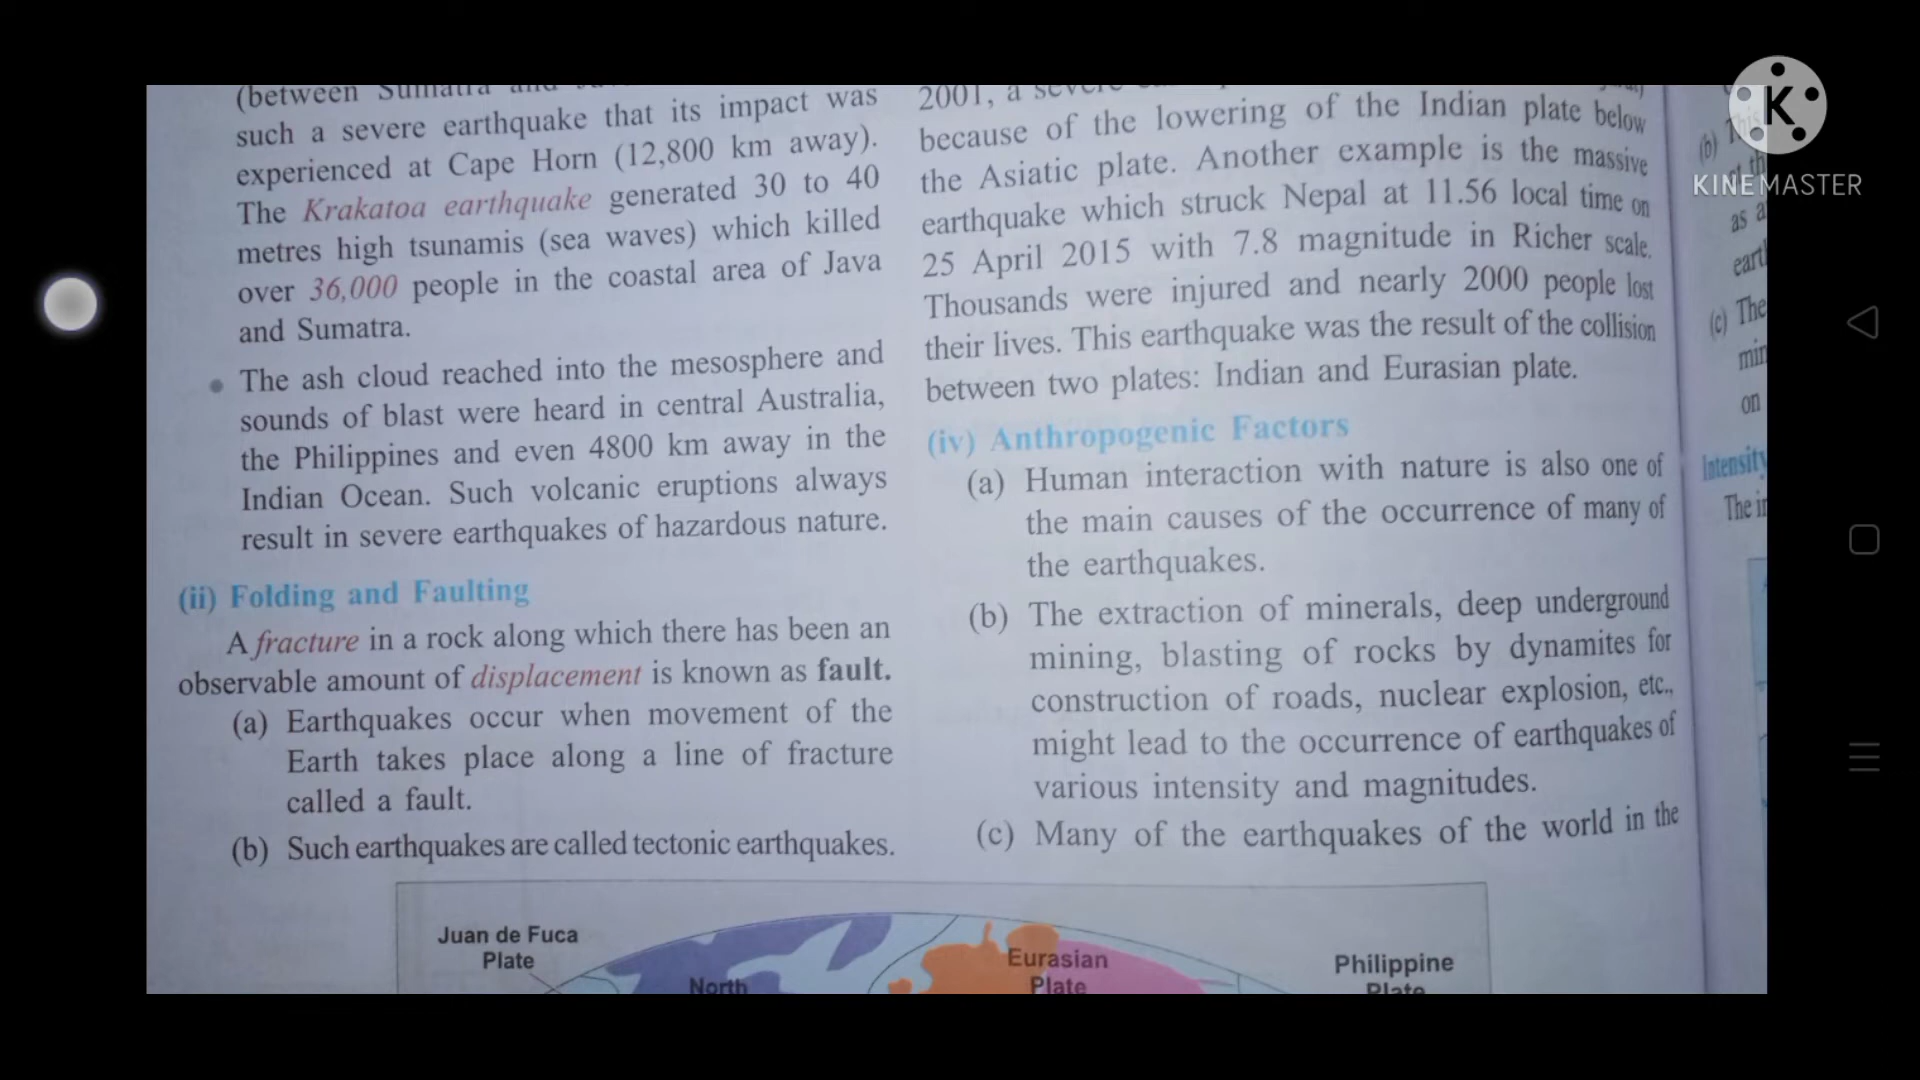 (between Sumatra and
such a severe earthquake that its impact was
experienced at Cape Horn (12,800 km away).
The Krakatoa earthquake generated 30 to 40
metres high tsunamis (sea waves) which killed
over 36,000 people in the coastal area of Java
and Sumatra.
The ash cloud reached into the mesosphere and
sounds of blast were heard in central Australia,
the Philippines and even 4800 km away in the
Indian Ocean. Such volcanic eruptions always
result in severe earthquakes of hazardous nature.
(ii) Folding and Faulting
A fracture in a rock along which there has been an
observable amount of displacement is known as fault.
(a) Earthquakes occur when movement of the
Earth takes place along a line of fracture
called a fault.
(b) Such earthquakes are called tectonic earthquakes.
2001, a severe
because of the lowering of the Indian plate below
the Asiatic plate. Another example is the massive
earthquake which struck Nepal at 11.56 local time on
25 April 2015 with 7.8 magnitude in Richer scale.
Thousands were injured and nearly 2000 people lost
their lives. This earthquake was the result of the collision
between two plates: Indian and Eurasian plate.
(iv) Anthropogenic Factors
(a) Human interaction with nature is also one of
the main causes of the occurrence of many of
the earthquakes.
(b) The extraction of minerals, deep underground
mining, blasting of rocks by dynamites for
construction of roads, nuclear explosion, etc.,
might lead to the occurrence of earthquakes of
various intensity and magnitudes.
(c) Many of the earthquakes of the world in the
Juan de Fuca
Plate
North
Eurasian
Plate
Philippine
Plate
(b)
as a
(c) The
on
Intensity
K
KINEMASTER